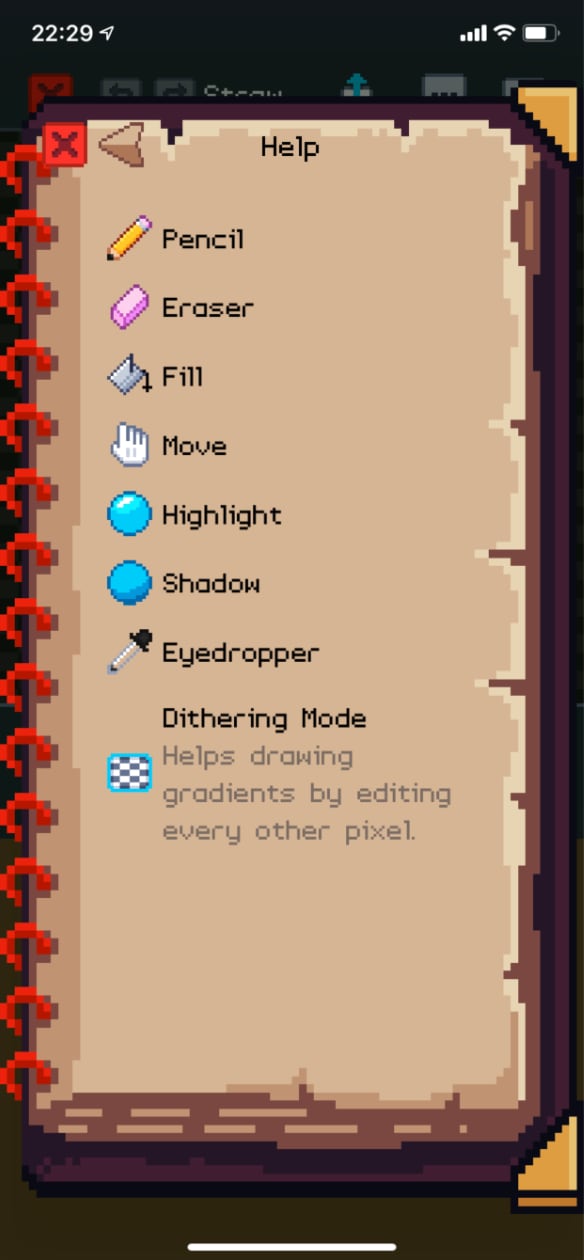 22:29
Straw
Help
Pencil
Eraser
Fill
Move
Highlight
Shadow
Eyedropper
Dithering Mode
Helps drawing
gradients by editing
every other pixel.